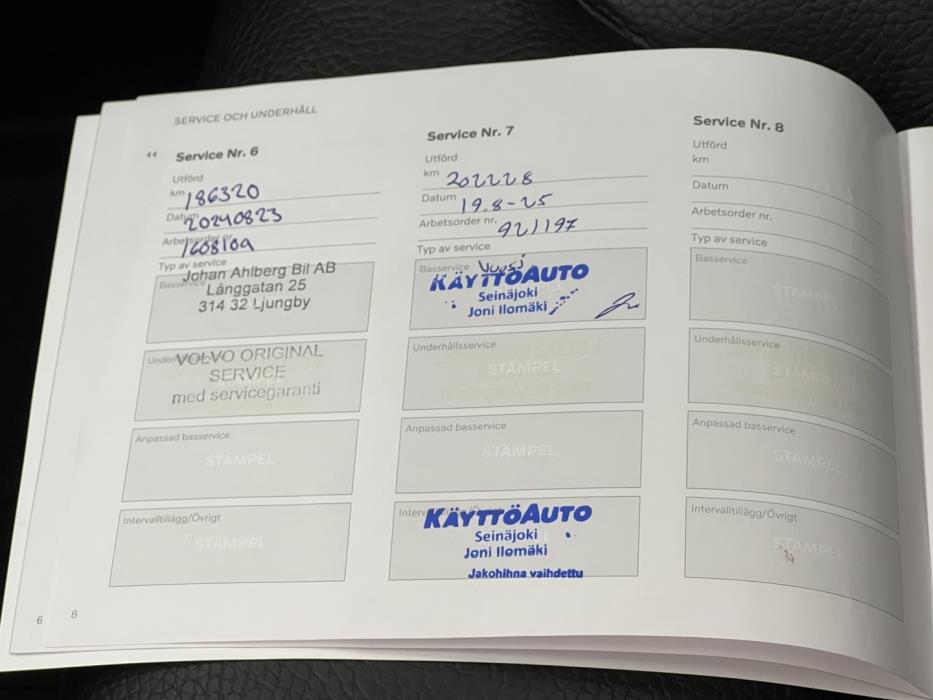 SERVICE OCH UNDERHÅLL
Service Nr. 6
Utförd
km 186320
Datum 20240823
Arbetsorder nr. 1608109
Typ av service
Basservice
Johan Ahlberg Bil AB
Långgatan 25
314 32 Ljungby
VOLVO ORIGINAL
SERVICE
med servicegaranti
Anpassad basservice
STÄMPEL
Intervalltillägg/Övrigt
STÄMPEL
Service Nr. 7
Utförd
km 202228
Datum 19.8-25
Arbetsorder nr. 921197
Typ av service
Basservice Vuosi
KÄYTTÖAUTO
Seinäjoki
Joni Ilomäki
Underhållsservice
STÄMPEL
Anpassad basservice
STÄMPEL
KÄYTTÖAUTO
Seinäjoki
Joni Ilomäki
Jakohihna vaihdettu
Service Nr. 8
Utförd
km
Datum
Arbetsorder nr.
Typ av service
Basservice
STÄMPEL
Underhållsservice
STÄMPEL
Anpassad basservice
STÄMPEL
Intervalltillägg/Övrigt
STÄMPEL
6
8